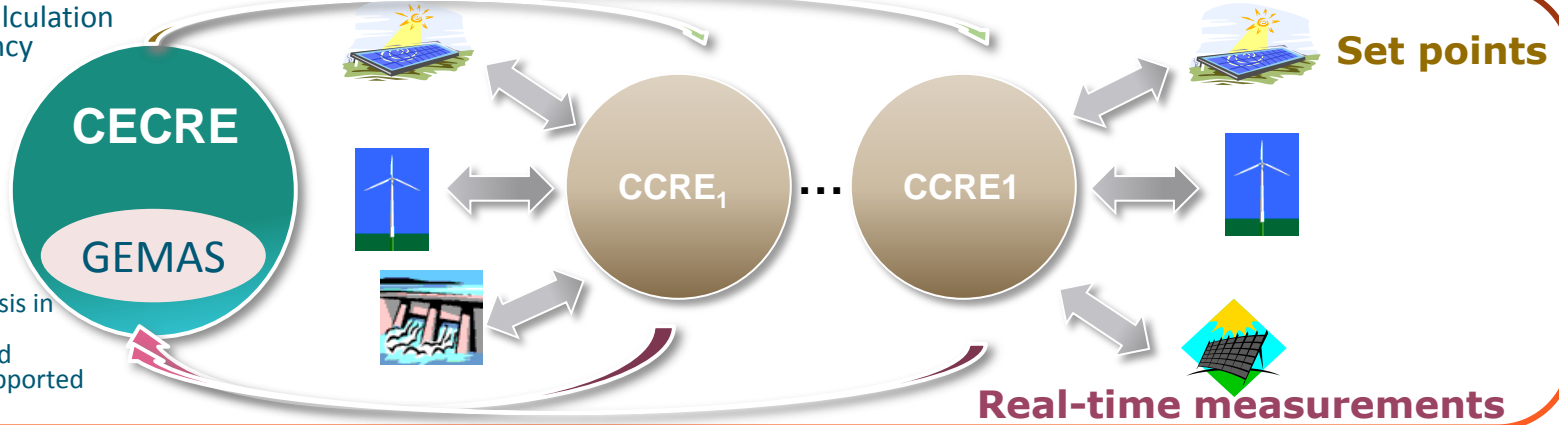 lculation
ncy
CECRE
GEMAS
sis in
d
pported
CCRE₁
...
CCRE1
Set points
Real-time measurements